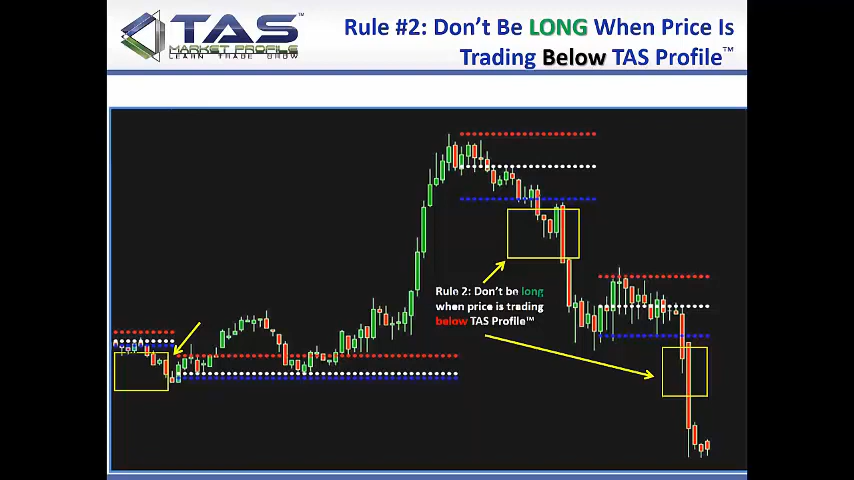 TAS™
MARKET PROFILE
LEARN TRADE GROW
Rule #2: Don't Be LONG When Price Is
Trading Below TAS Profile™
Rule 2: Don't be long
when price is trading
below TAS Profile™